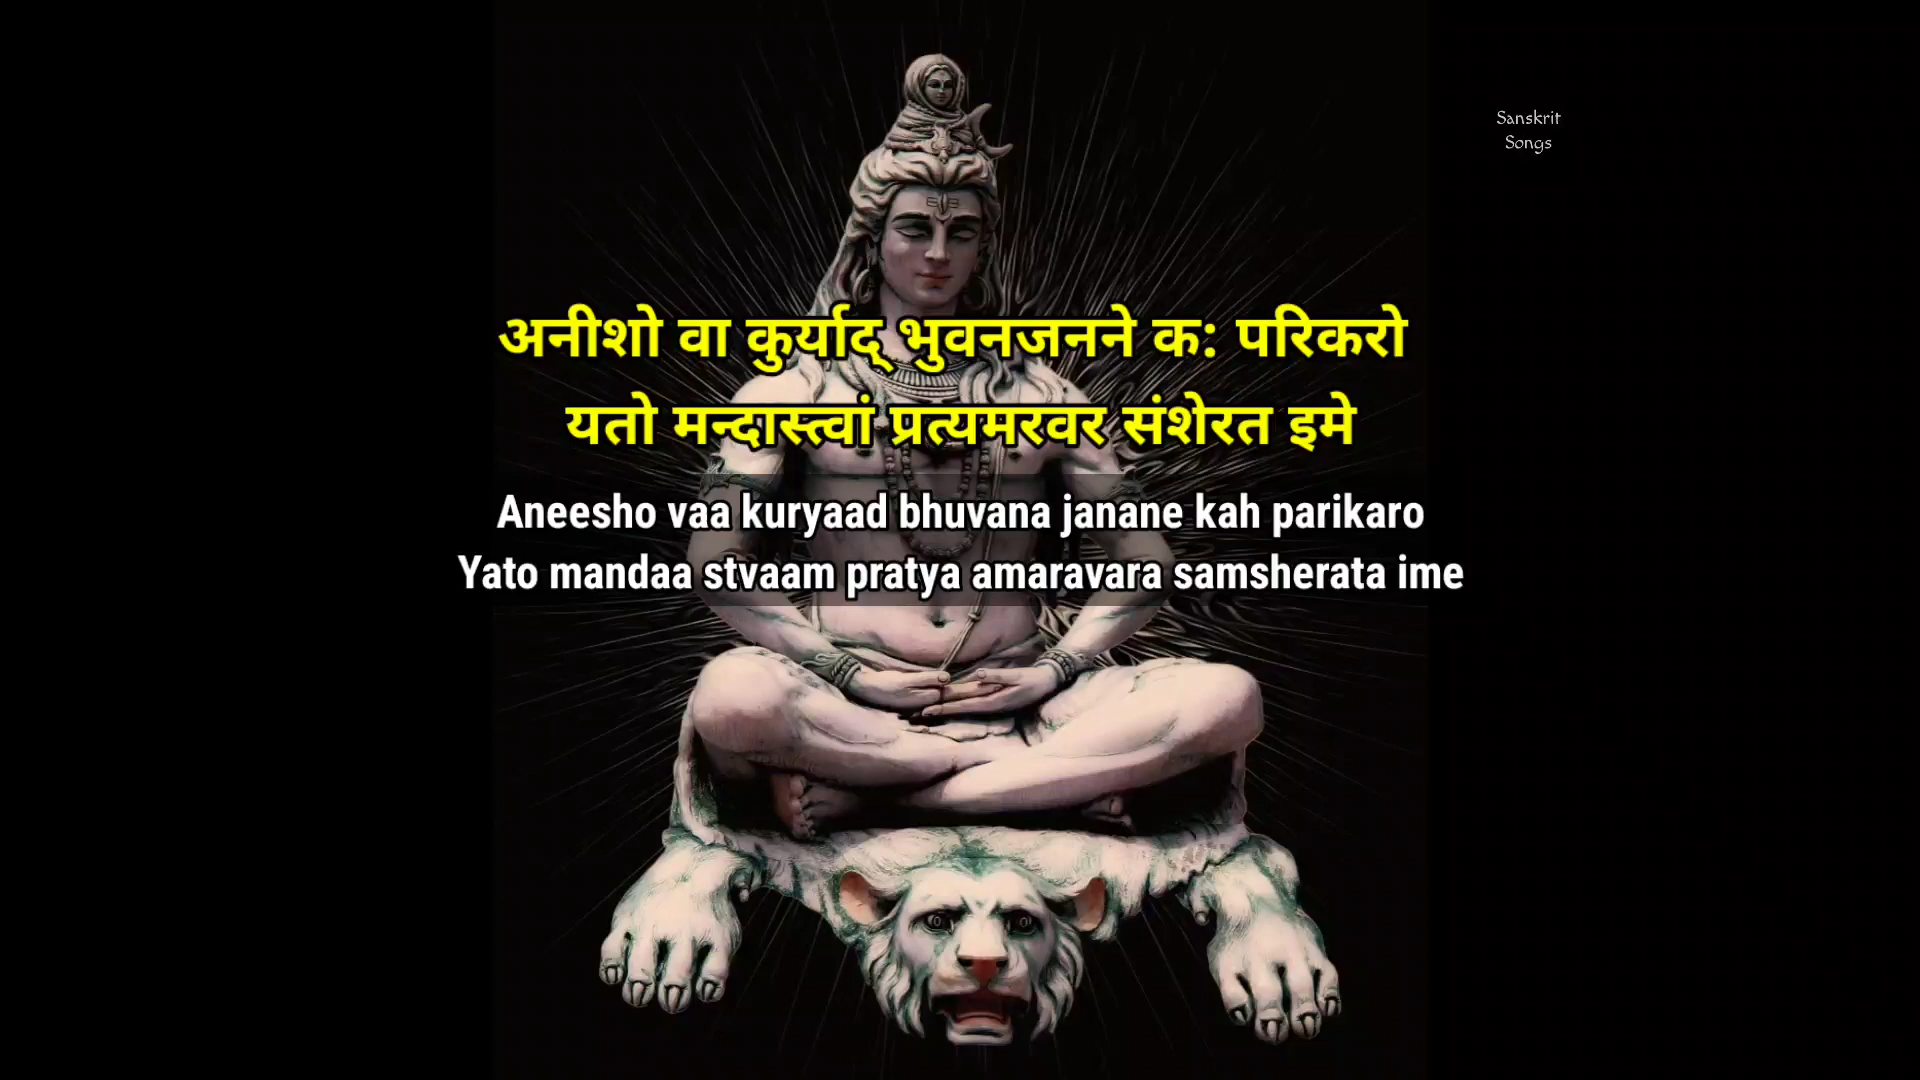 Sanskrit
Songs
अनीशो वा कुर्याद् भुवनजनने क: परिकरो
यतो मन्दास्त्वां प्रत्यमरवर संशेरत इमे
Aneesho vaa kuryaad bhuvana janane kah parikaro
Yato mandaa stvaam pratya amaravara samsherata ime